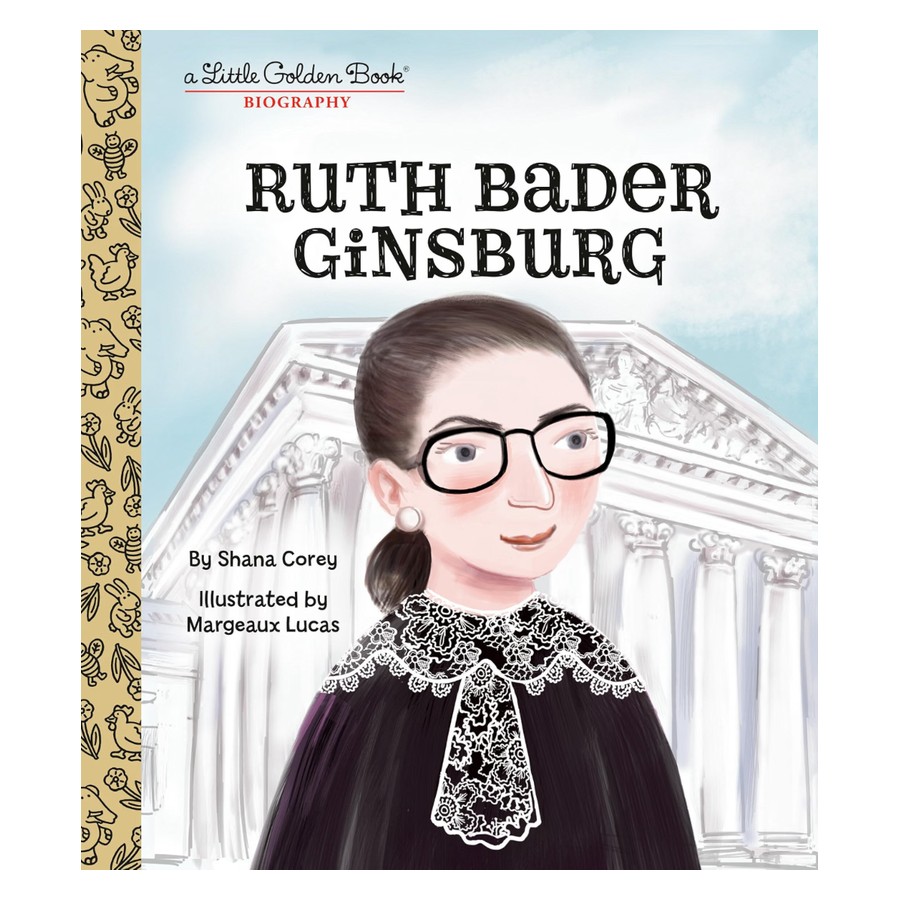 a Little Golden Book®
BIOGRAPHY
RUTH BADER
GINSBURG
By Shana Corey
Illustrated by
Margeaux Lucas